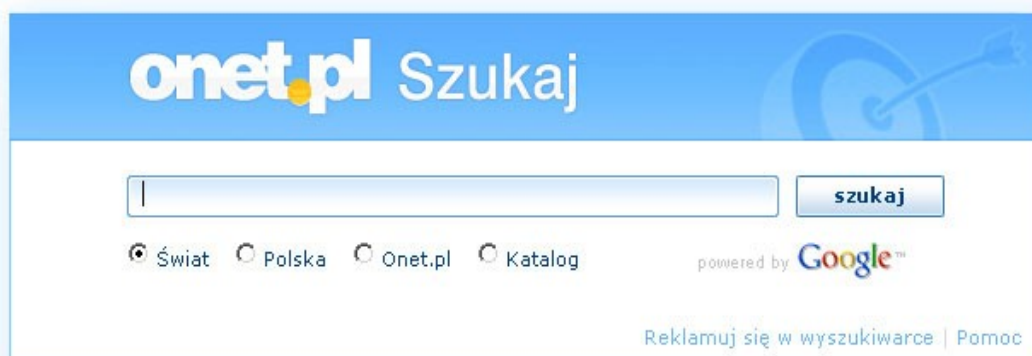 onet.pl Szukaj
szukaj
Świat Polska Onet.pl Katalog
powered by Google™
Reklamuj się w wyszukiwarce | Pomoc